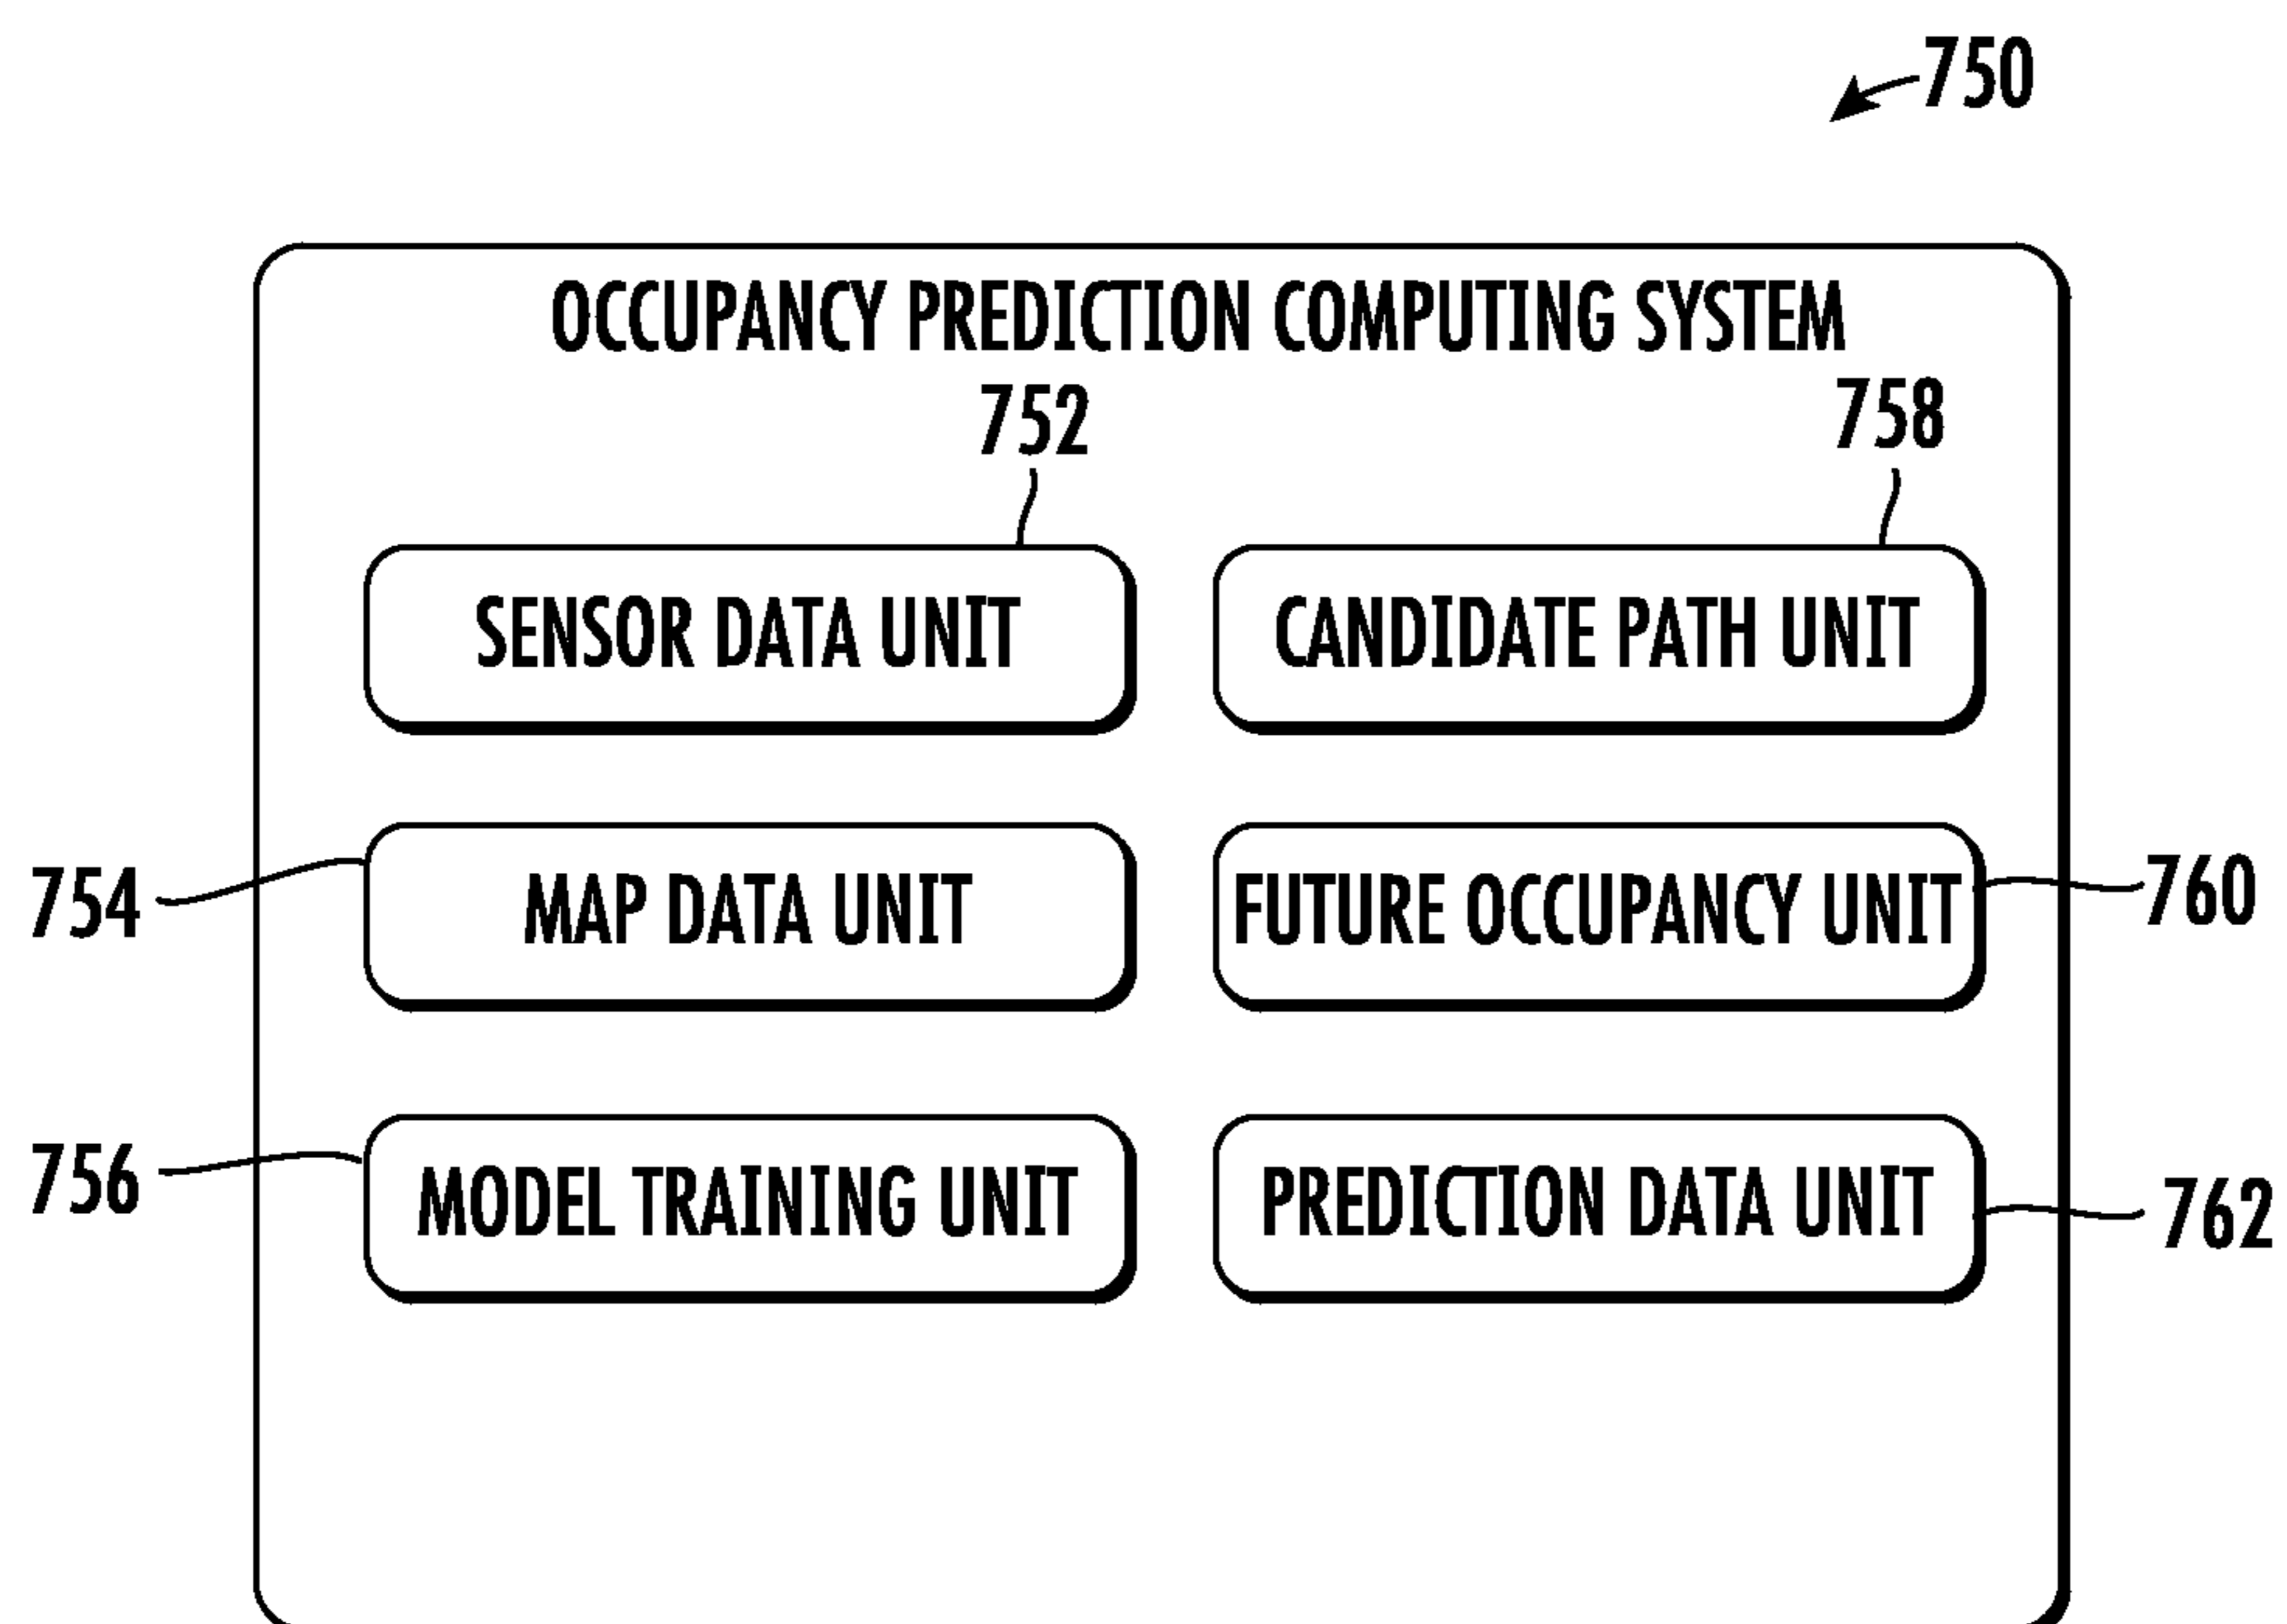 750
OCCUPANCY PREDICTION COMPUTING SYSTEM
752
758
SENSOR DATA UNIT
CANDIDATE PATH UNIT
754
MAP DATA UNIT
FUTURE OCCUPANCY UNIT
760
756
MODEL TRAINING UNIT
PREDICTION DATA UNIT
762